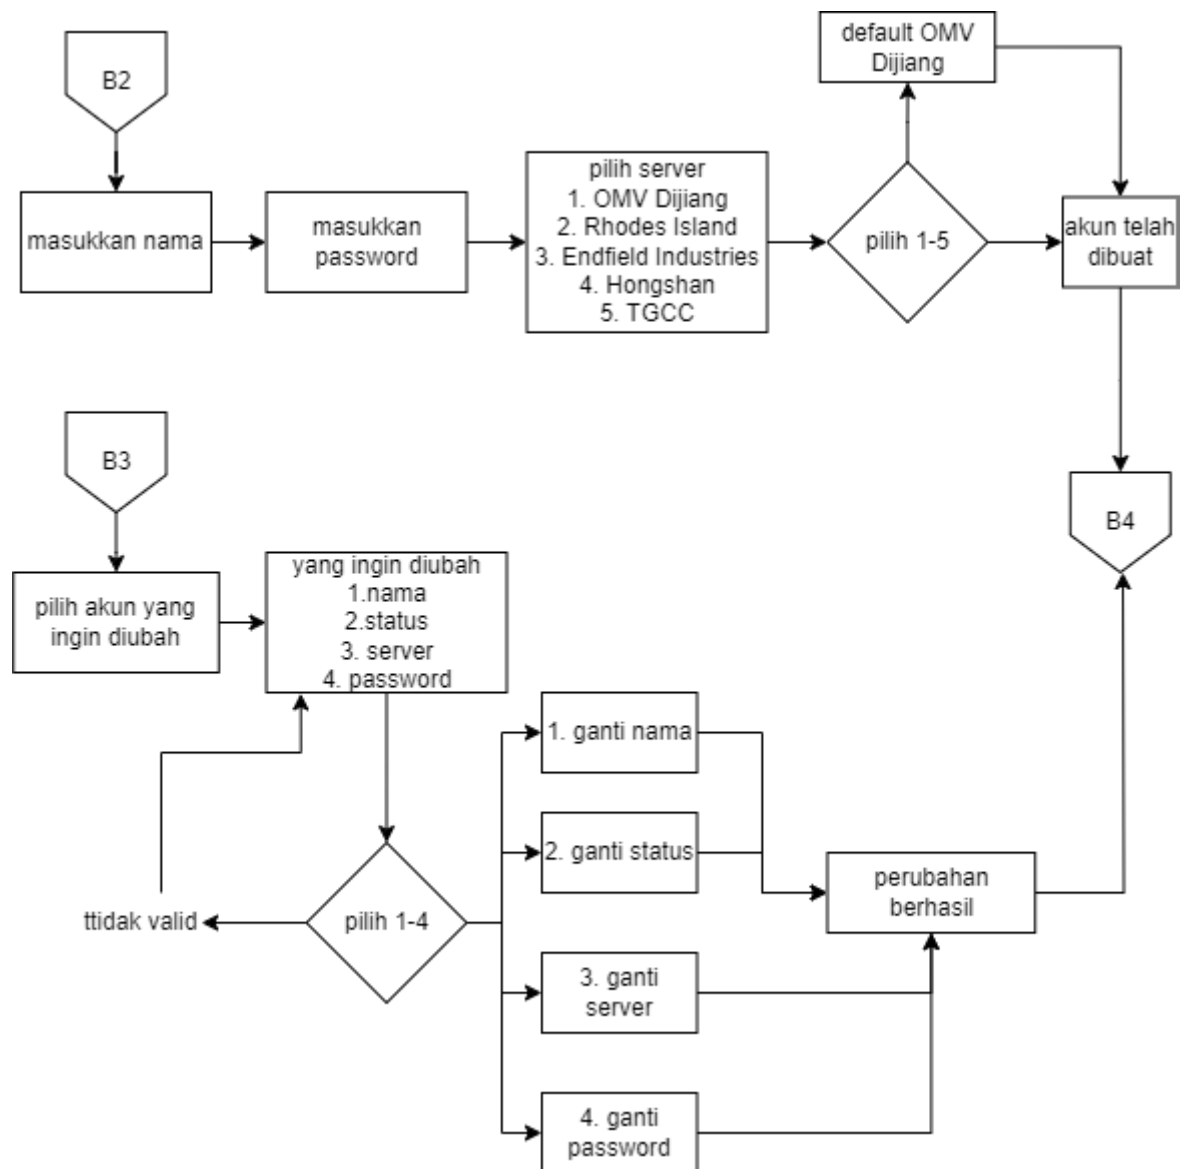 B2
masukkan nama
masukkan
password
pilih server
1. OMV Dijiang
2. Rhodes Island
3. Endfield Industries
4. Hongshan
5. TGCC
pilih 1-5
default OMV
Dijiang
akun telah
dibuat
B3
pilih akun yang
ingin diubah
yang ingin diubah
1.nama
2.status
3. server
4. password
ttidak valid
pilih 1-4
1. ganti nama
2. ganti status
3. ganti
server
4. ganti
password
perubahan
berhasil
B4